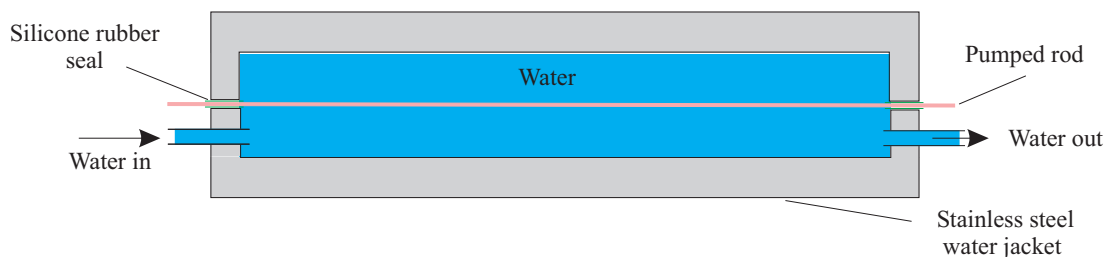 Silicone rubber
seal
Water
Pumped rod
Water in
Water out
Stainless steel
water jacket